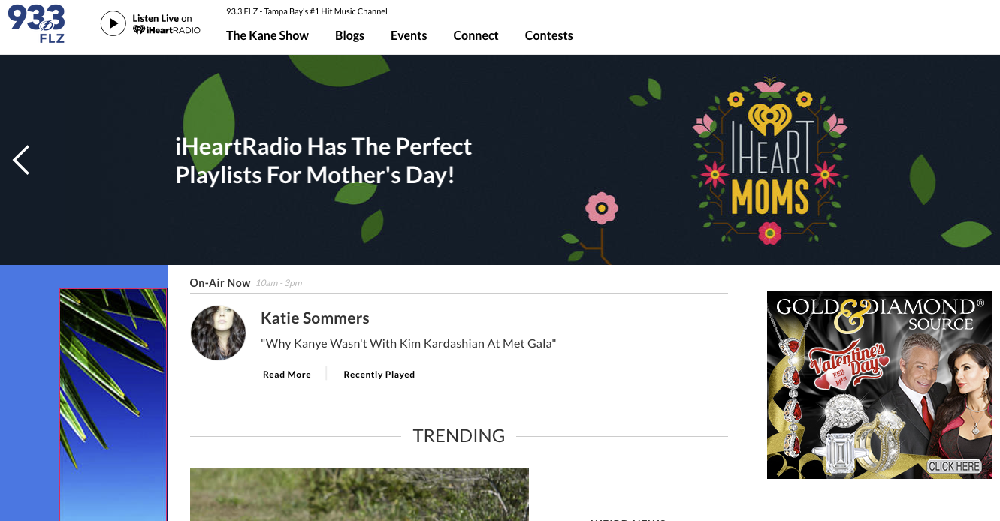 93.3
FLZ
Listen Live on
iHeartRADIO
93.3 FLZ - Tampa Bay's #1 Hit Music Channel
The Kane Show Blogs Events Connect Contests
iHeartRadio Has The Perfect
Playlists For Mother's Day!
IHEART
MOMS
On-Air Now 10am - 3pm
Katie Sommers
"Why Kanye Wasn't With Kim Kardashian At Met Gala"
Read More Recently Played
TRENDING
GOLD & DIAMOND®
SOURCE
Valentine's
Day
FEB
14TH
CLICK HERE